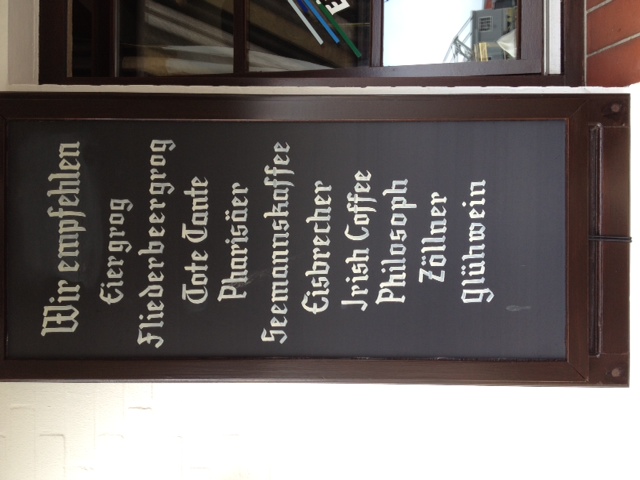 Wir empfehlen
Eiergrog
Fliederbeergrog
Tote Tante
Pharisäer
Seemannskaffee
Eisbrecher
Irish Coffee
Philosoph
Zöllner
Glühwein